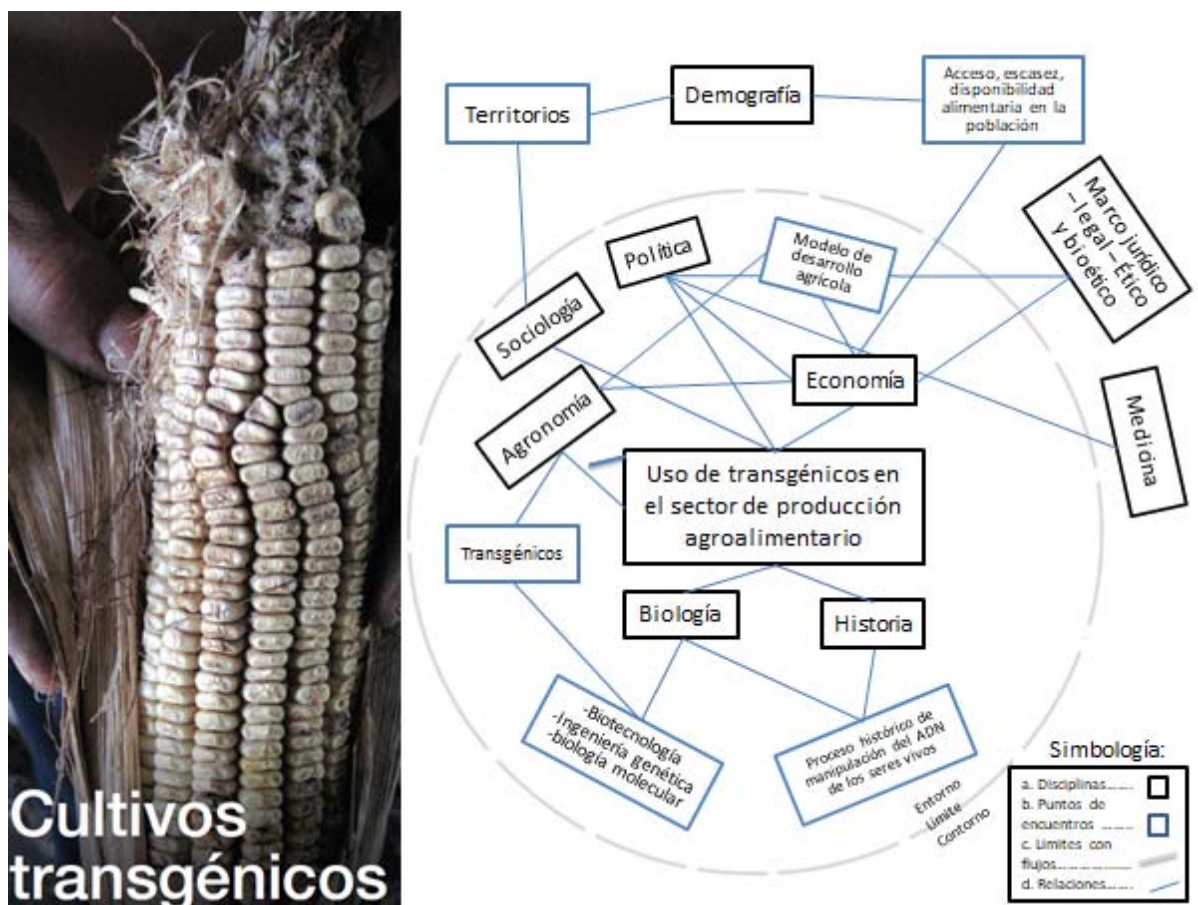 Cultivos
transgénicos
Territorios
Demografía
Acceso, escasez,
disponibilidad
alimentaria en la
población
Marco jurídico
– legal – Ético
y bioético
Política
Modelo de
desarrollo
agrícola
Sociología
Economía
Agronomía
Medicina
Uso de transgénicos en
el sector de producción
agroalimentario
Transgénicos
Biología
Historia
-Biotecnología
-Ingeniería genética
-biología molecular
Proceso histórico de
manipulación del ADN
de los seres vivos
Entorno
Límite
Contorno
Simbología:
a. Disciplinas........
b. Puntos de
encuentros ........
c. Limites con
flujos....................
d. Relaciones.......